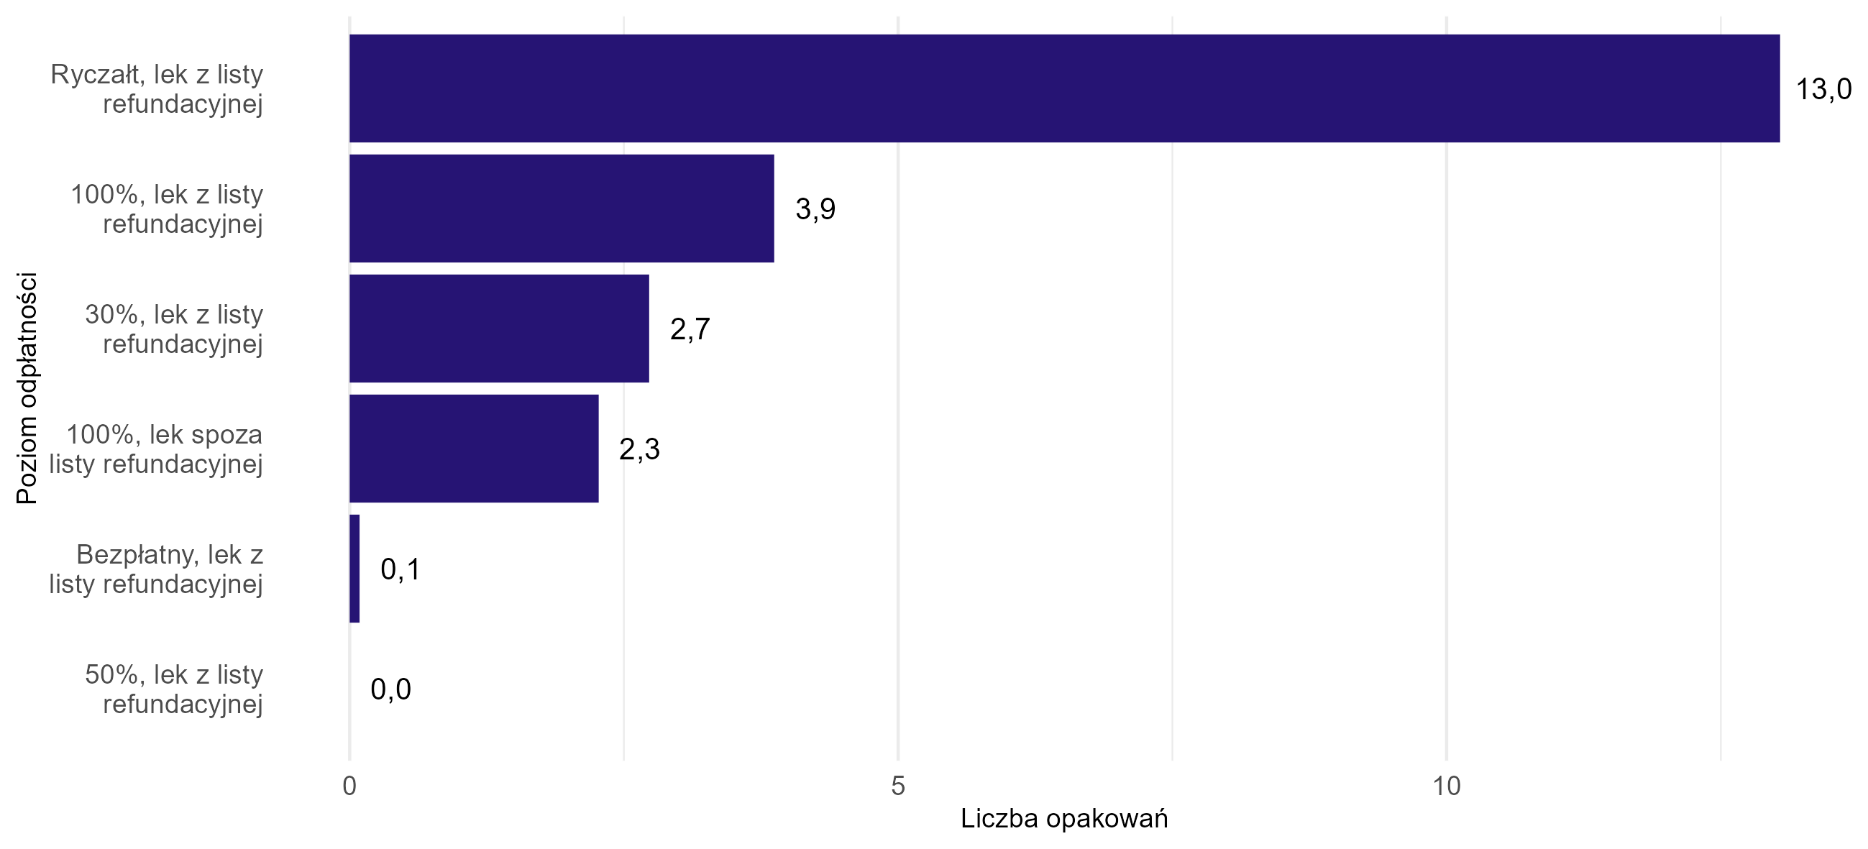 Ryczałt, lek z listy
refundacyjnej
13,0
100%, lek z listy
refundacyjnej
3,9
30%, lek z listy
refundacyjnej
2,7
100%, lek spoza
listy refundacyjnej
2,3
Bezpłatny, lek z
listy refundacyjnej
0,1
50%, lek z listy
refundacyjnej
0,0
Poziom odpłatności
0 5 10
Liczba opakowań